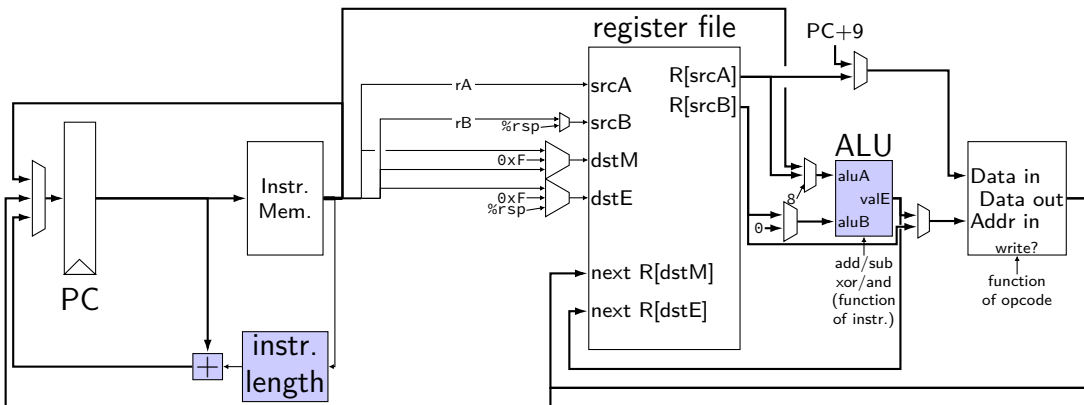 register file
PC+9
rA
srcA
R[srcA]
R[srcB]
rB
%rsp
srcB
ALU
0xF
dstM
aluA
Data in
Instr.
Mem.
8
valE
Data out
0xF
%rsp
dstE
0
aluB
Addr in
write?
PC
next R[dstM]
add/sub
xor/and
(function
of instr.)
function
of opcode
next R[dstE]
+
instr.
length